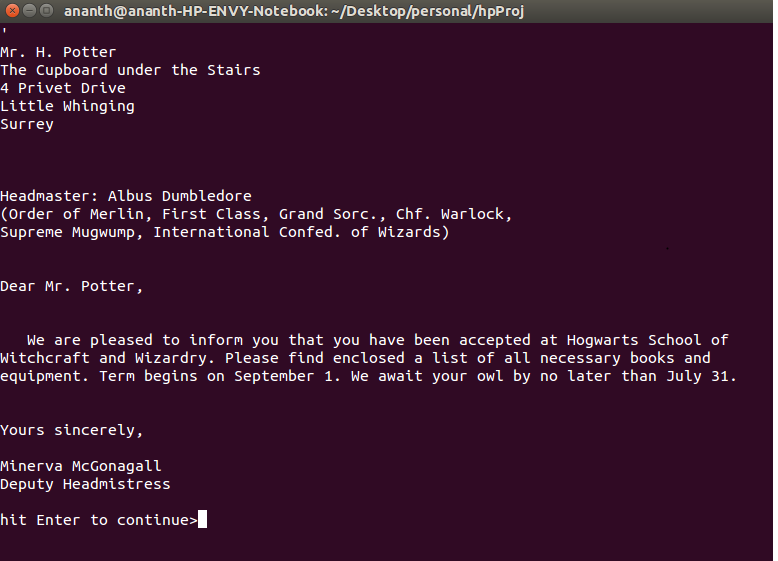 ananth@ananth-HP-ENVY-Notebook: ~/Desktop/personal/hpProj
'
Mr. H. Potter
The Cupboard under the Stairs
4 Privet Drive
Little Whinging
Surrey
Headmaster: Albus Dumbledore
(Order of Merlin, First Class, Grand Sorc., Chf. Warlock,
Supreme Mugwump, International Confed. of Wizards)
Dear Mr. Potter,
We are pleased to inform you that you have been accepted at Hogwarts School of
Witchcraft and Wizardry. Please find enclosed a list of all necessary books and
equipment. Term begins on September 1. We await your owl by no later than July 31.
Yours sincerely,
Minerva McGonagall
Deputy Headmistress
hit Enter to continue>